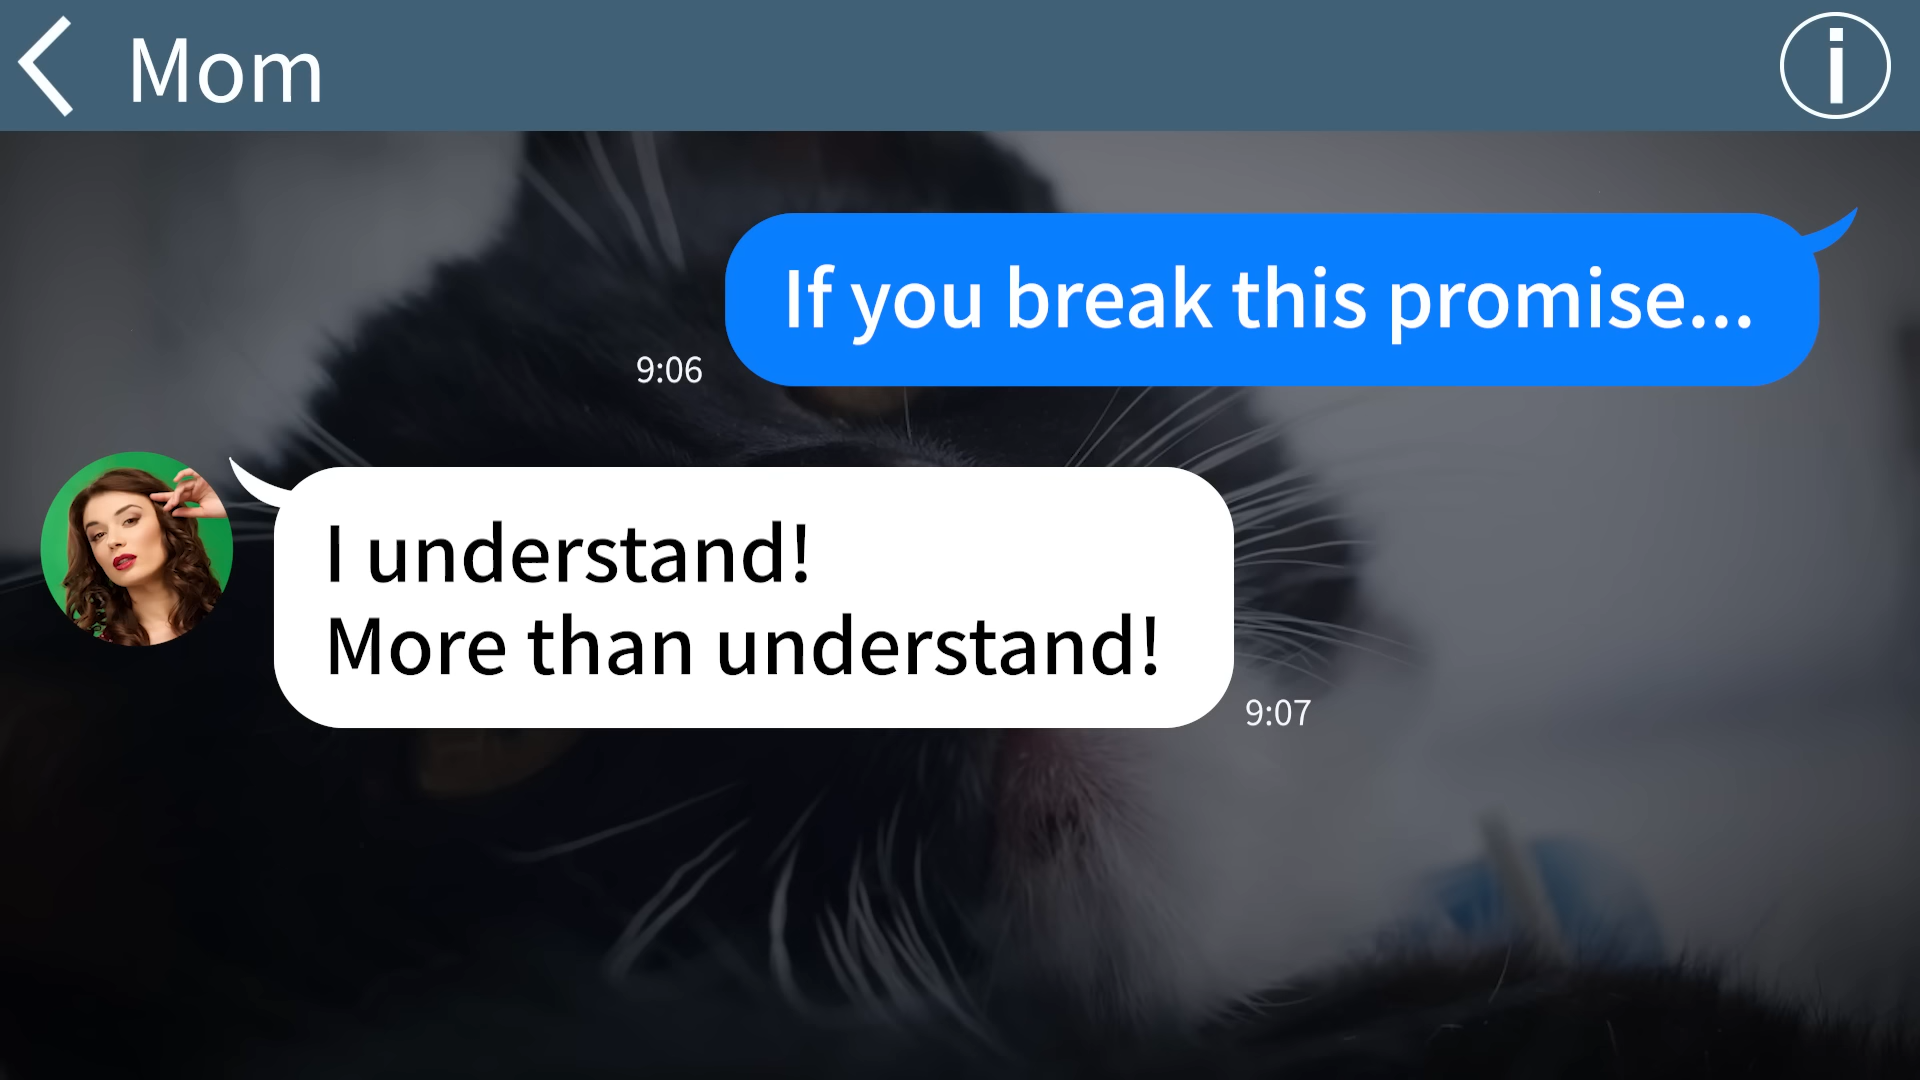 Mom
If you break this promise...
9:06
I understand!
More than understand!
9:07